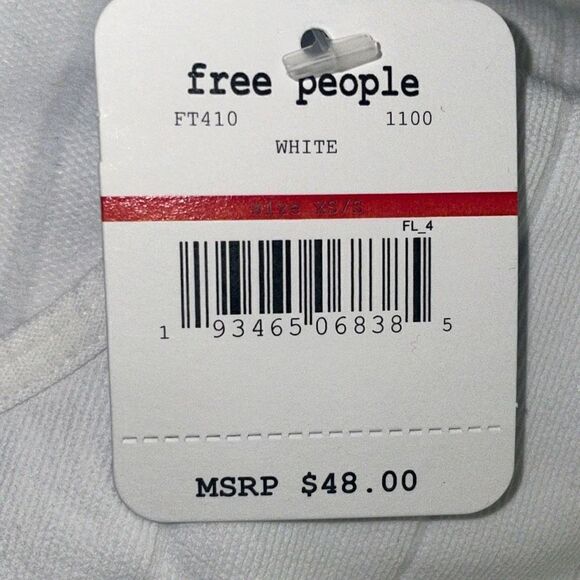 free people
FT410 1100
WHITE
Size XS/S
FL_4
1 93465 06838 5
MSRP $48.00